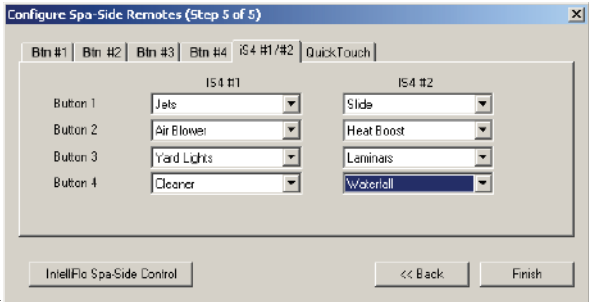 Configure Spa-Side Remotes (Step 5 of 5)
Btn #1 Btn #2 Btn #3 Btn #4 iS4 #1/#2 QuickTouch
IS4 #1 IS4 #2
Button 1 Jets Slide
Button 2 Air Blower Heat Boost
Button 3 Yard Lights Laminars
Button 4 Cleaner Waterfall
IntelliFlo Spa-Side Control << Back Finish